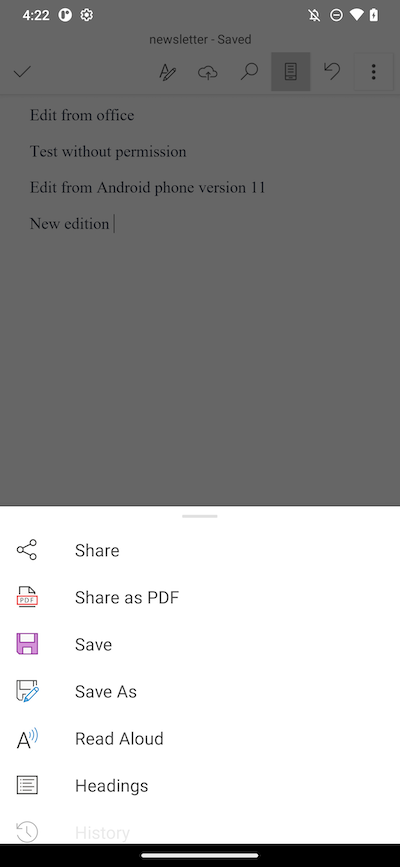 4:22
newsletter - Saved
Edit from office
Test without permission
Edit from Android phone version 11
New edition
Share
PDF
Share as PDF
Save
Save As
Read Aloud
Headings
History